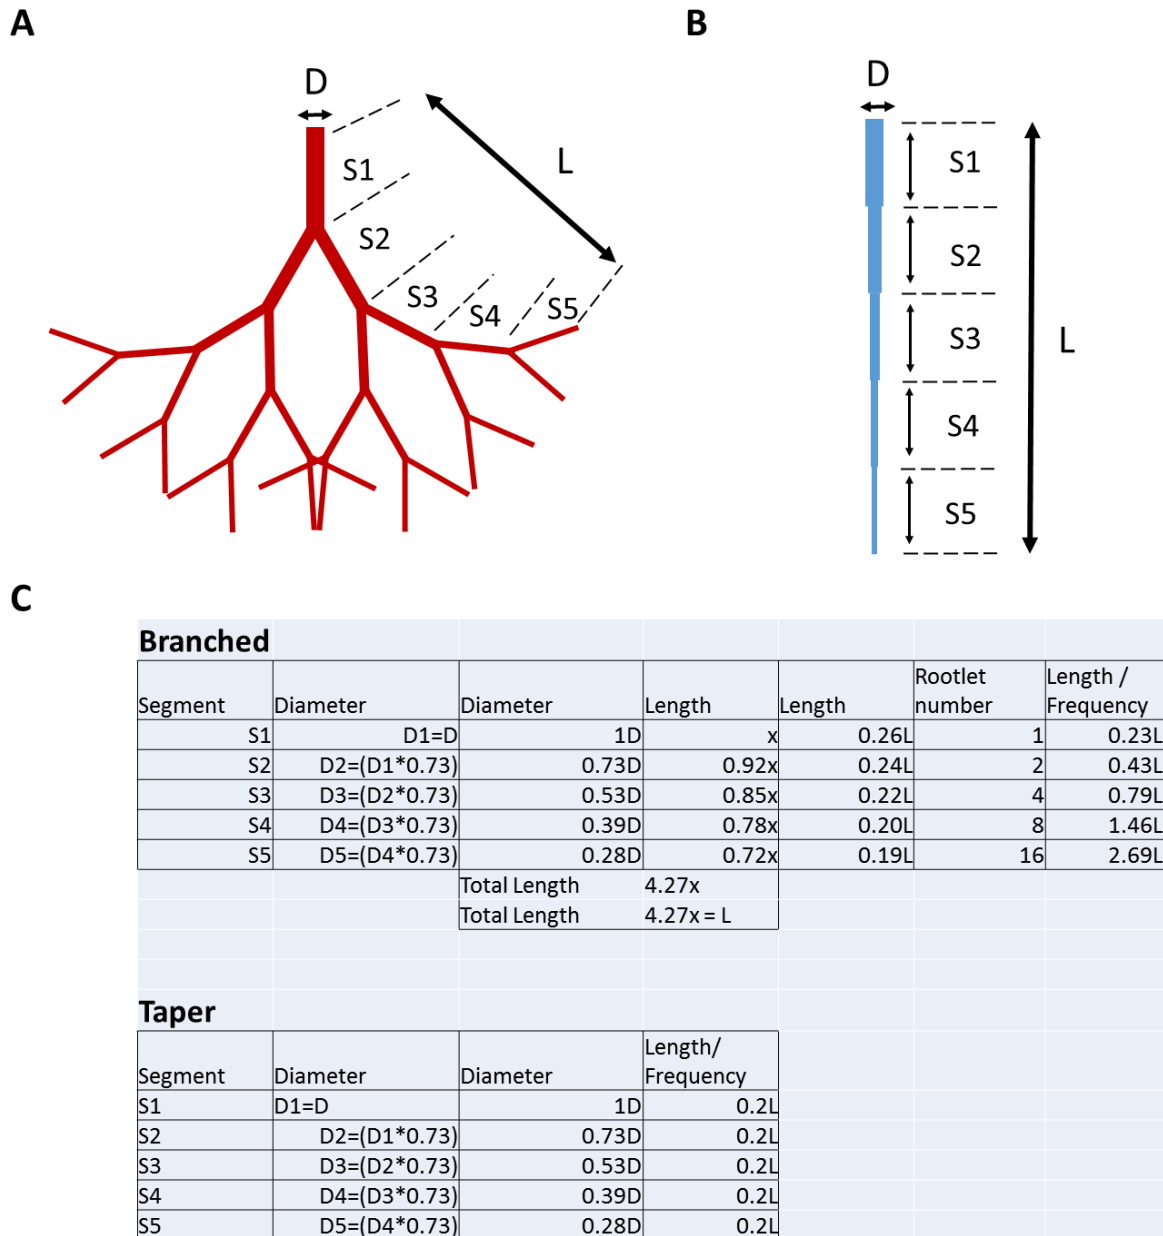 A
B
D
S1
S2
S3
S4
S5
L
D
S1
S2
S3
S4
S5
L
C
Branched
Segment Diameter Diameter Length Length Rootlet number Length / Frequency
S1 D1=D 1D x 0.26L 1 0.23L
S2 D2=(D1*0.73) 0.73D 0.92x 0.24L 2 0.43L
S3 D3=(D2*0.73) 0.53D 0.85x 0.22L 4 0.79L
S4 D4=(D3*0.73) 0.39D 0.78x 0.20L 8 1.46L
S5 D5=(D4*0.73) 0.28D 0.72x 0.19L 16 2.69L
Total Length 4.27x
Total Length 4.27x = L
Taper
Segment Diameter Diameter Length/ Frequency
S1 D1=D 1D 0.2L
S2 D2=(D1*0.73) 0.73D 0.2L
S3 D3=(D2*0.73) 0.53D 0.2L
S4 D4=(D3*0.73) 0.39D 0.2L
S5 D5=(D4*0.73) 0.28D 0.2L